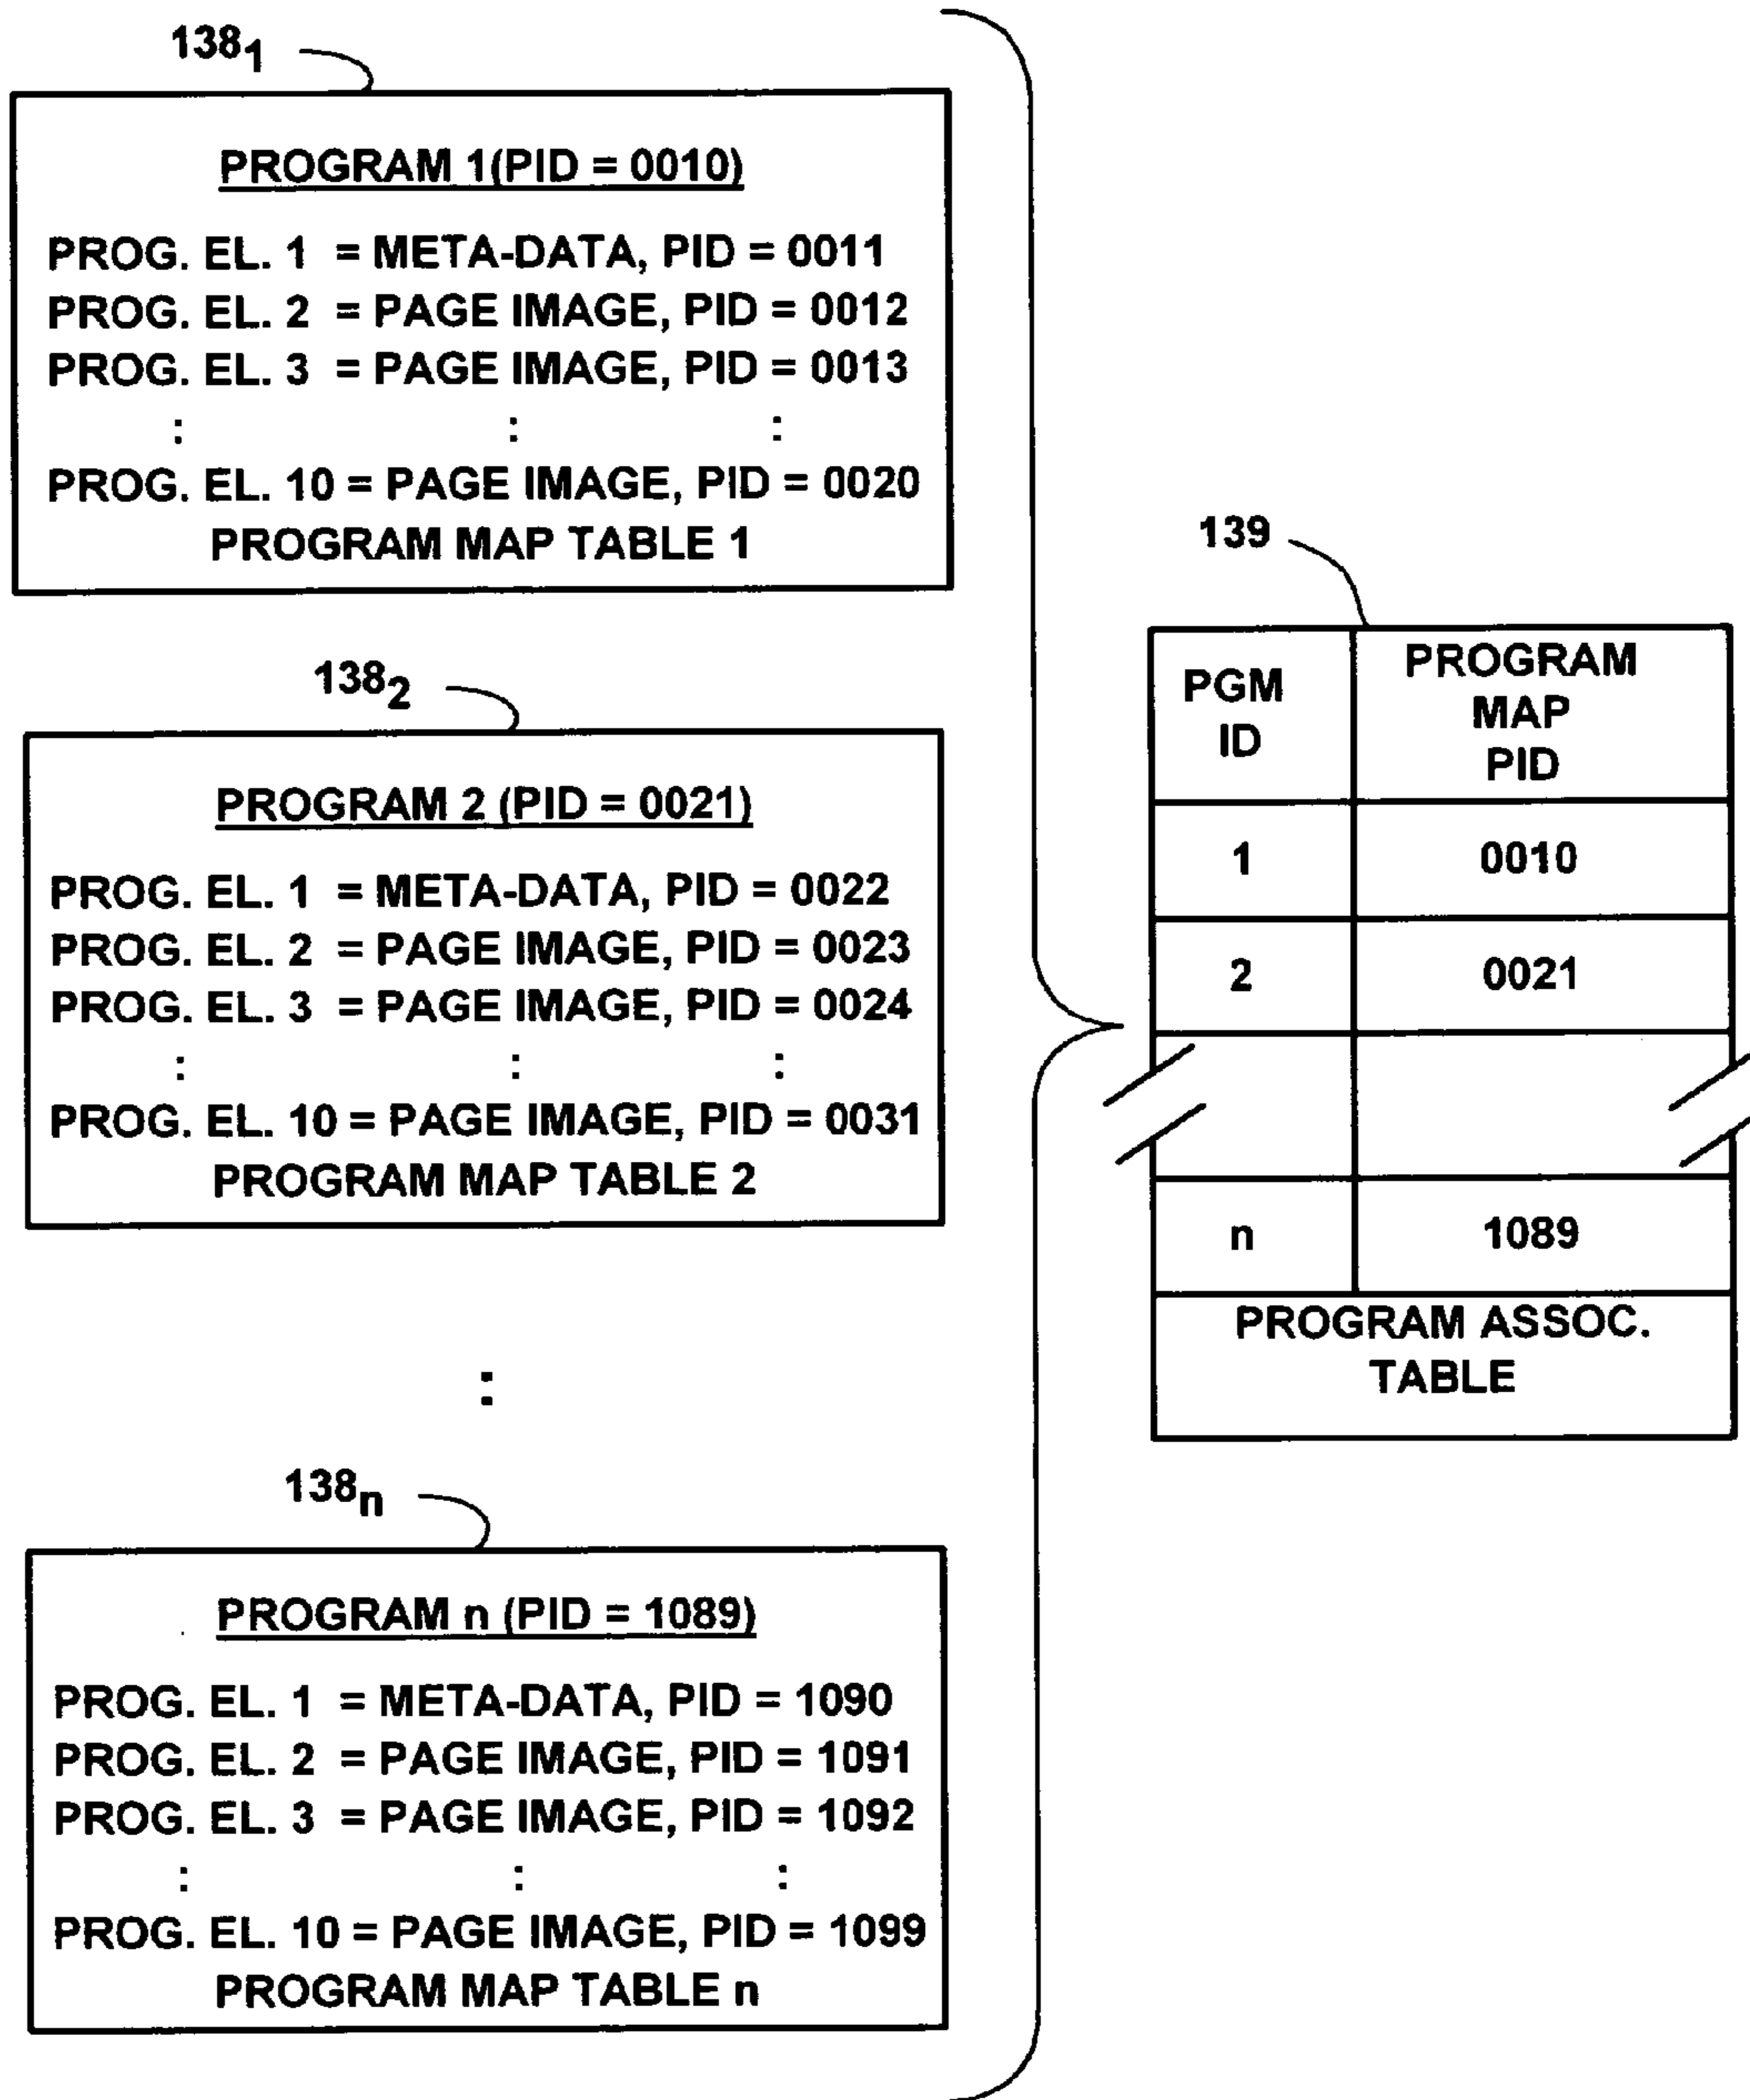 138₁
PROGRAM 1(PID = 0010)
PROG. EL. 1 = META-DATA, PID = 0011
PROG. EL. 2 = PAGE IMAGE, PID = 0012
PROG. EL. 3 = PAGE IMAGE, PID = 0013
: : :
PROG. EL. 10 = PAGE IMAGE, PID = 0020
PROGRAM MAP TABLE 1
138₂
PROGRAM 2 (PID = 0021)
PROG. EL. 1 = META-DATA, PID = 0022
PROG. EL. 2 = PAGE IMAGE, PID = 0023
PROG. EL. 3 = PAGE IMAGE, PID = 0024
: : :
PROG. EL. 10 = PAGE IMAGE, PID = 0031
PROGRAM MAP TABLE 2
:
138ₙ
PROGRAM n (PID = 1089)
PROG. EL. 1 = META-DATA, PID = 1090
PROG. EL. 2 = PAGE IMAGE, PID = 1091
PROG. EL. 3 = PAGE IMAGE, PID = 1092
: : :
PROG. EL. 10 = PAGE IMAGE, PID = 1099
PROGRAM MAP TABLE n
139
PGM
ID
PROGRAM
MAP
PID
1 0010
2 0021
n 1089
PROGRAM ASSOC.
TABLE